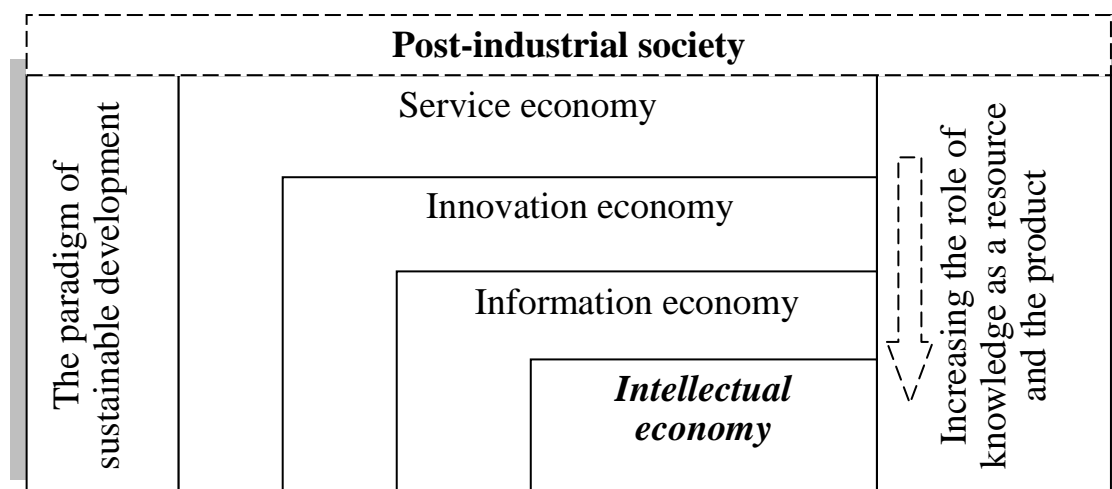 Post-industrial society
The paradigm of
sustainable development
Service economy
Innovation economy
Information economy
Intellectual
economy
Increasing the role of
knowledge as a resource
and the product